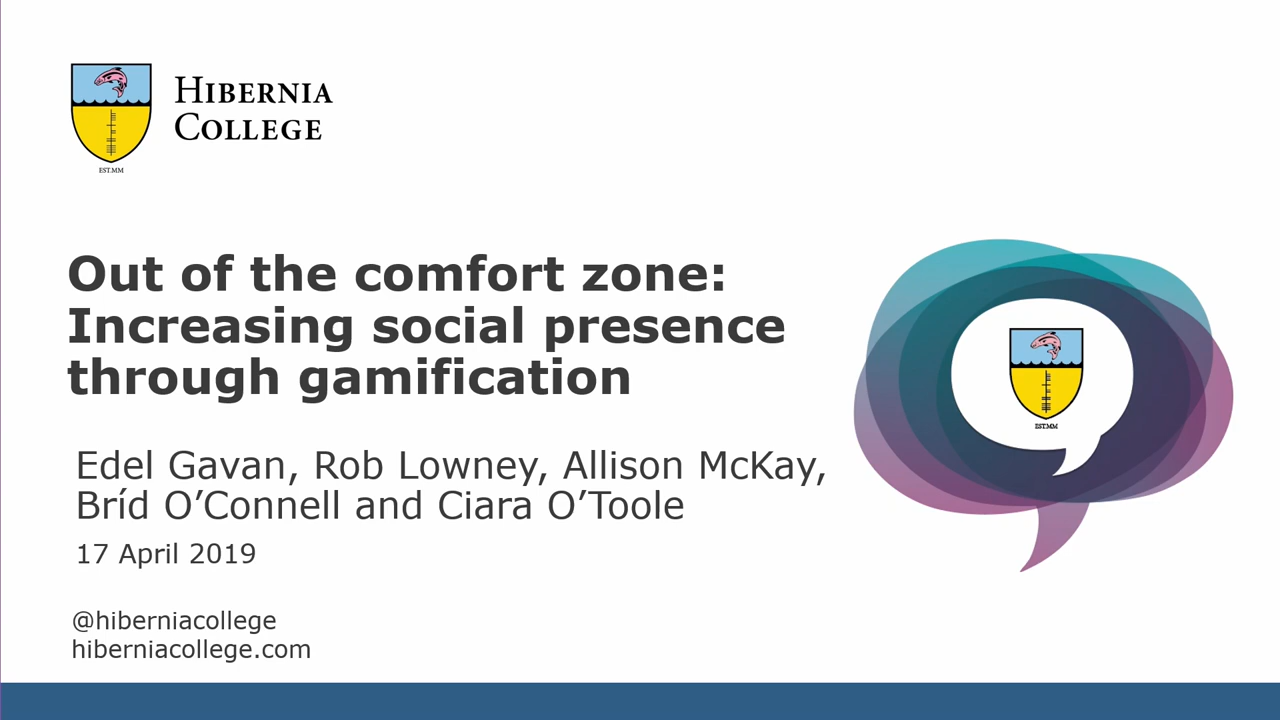 HIBERNIA
COLLEGE
EST.MM
Out of the comfort zone:
Increasing social presence
through gamification
EST.MM
Edel Gavan, Rob Lowney, Allison McKay,
Bríd O’Connell and Ciara O’Toole
17 April 2019
@hiberniacollege
hiberniacollege.com